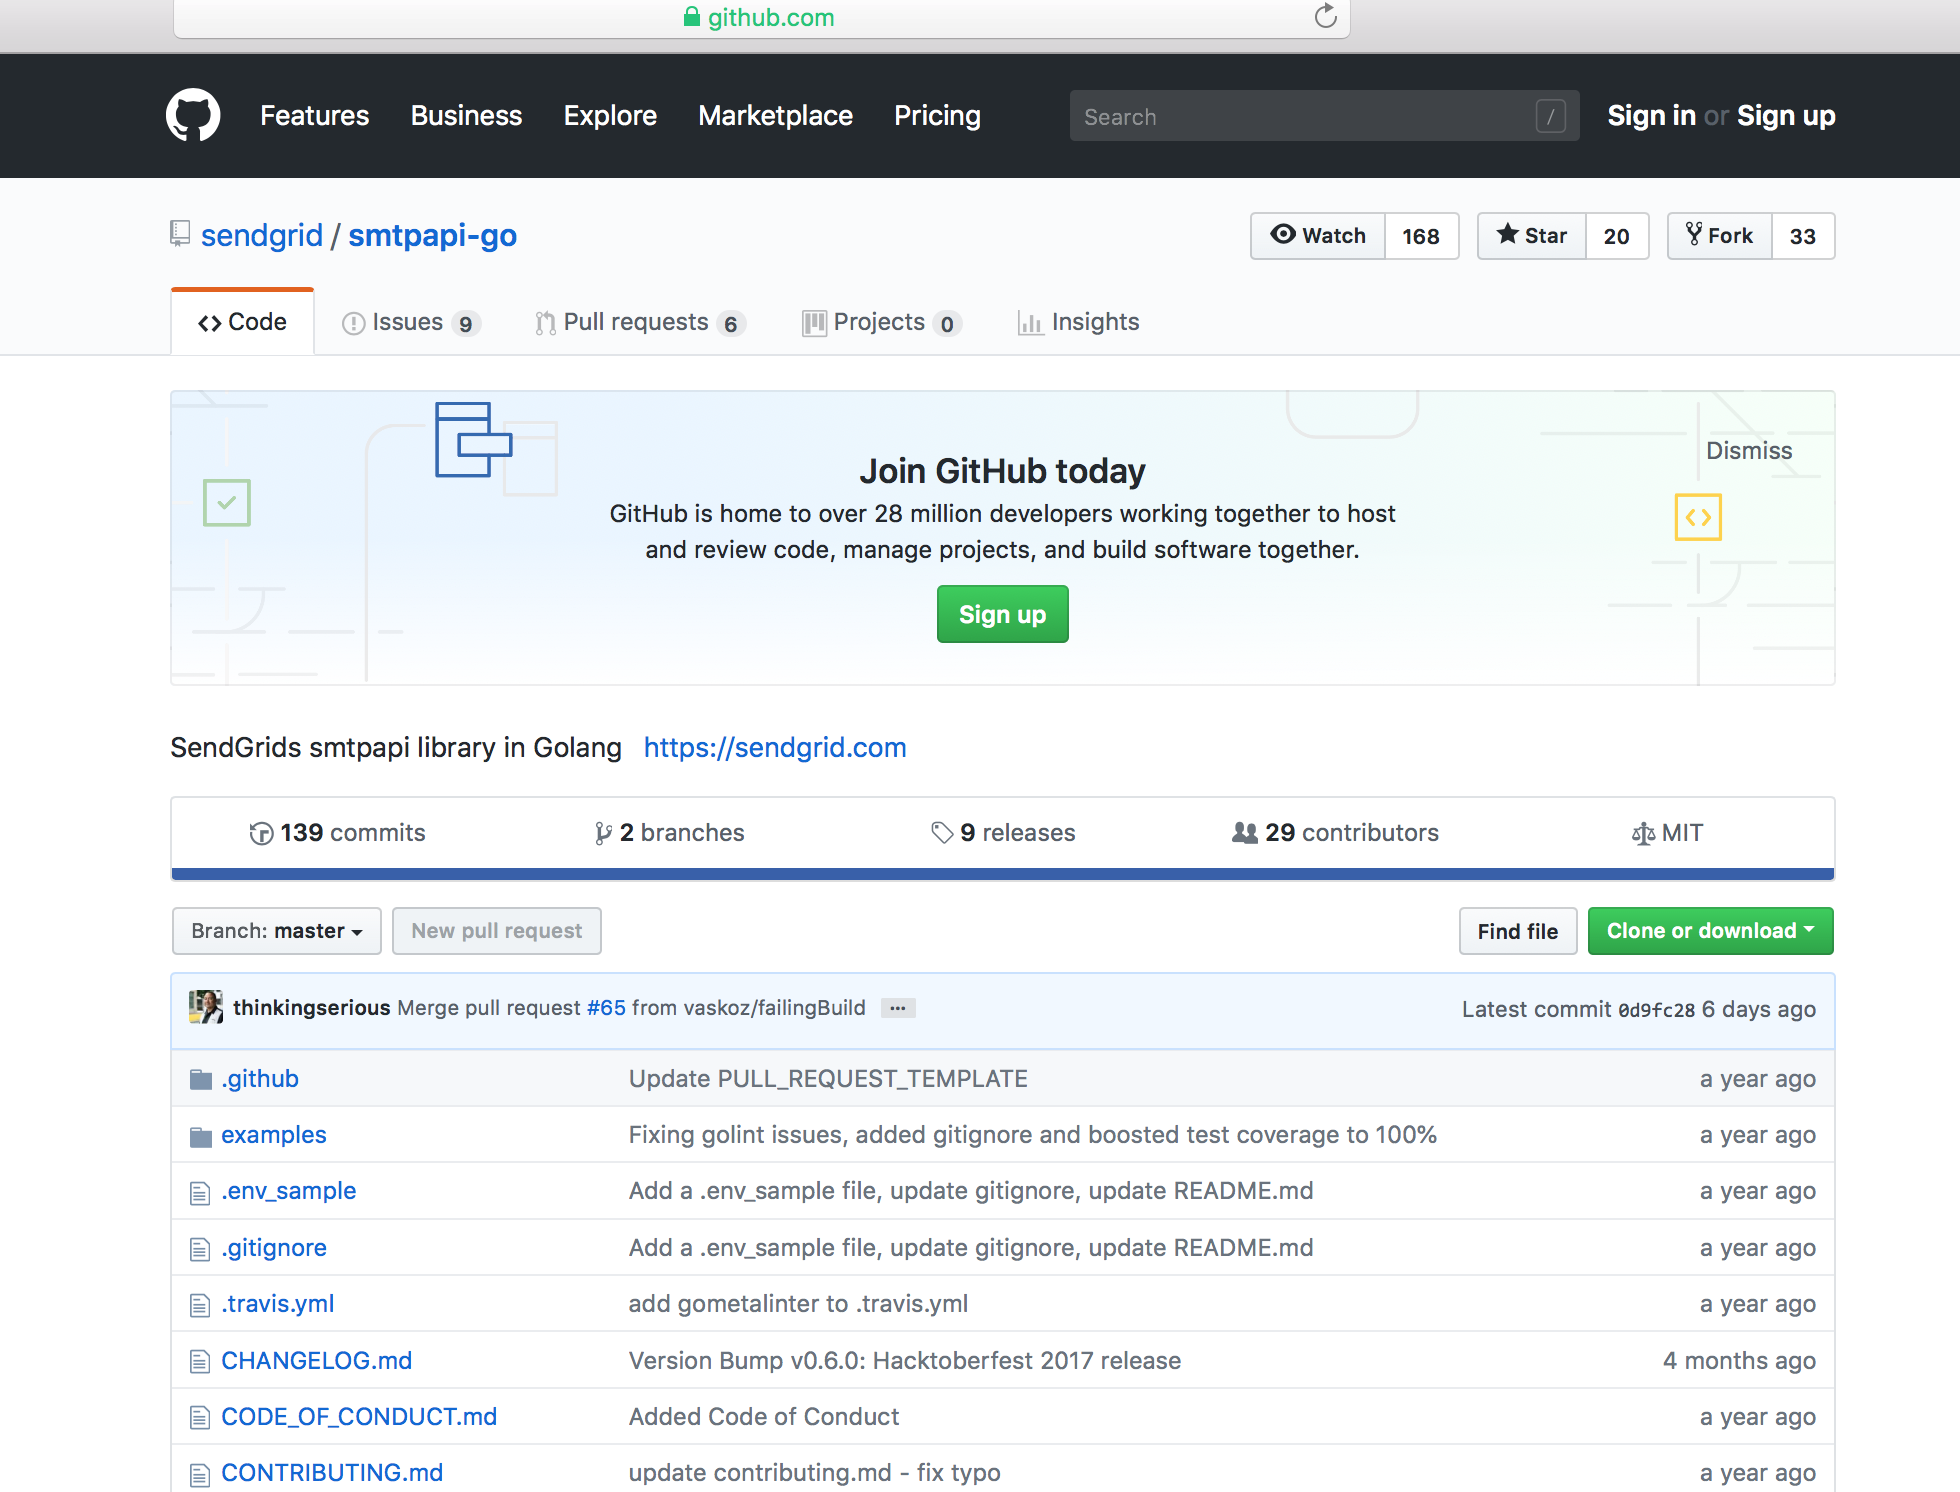 github.com
Features Business Explore Marketplace Pricing Search / Sign in or Sign up
sendgrid / smtpapi-go Watch 168 Star 20 Fork 33
Code Issues 9 Pull requests 6 Projects 0 Insights
Dismiss
Join GitHub today
GitHub is home to over 28 million developers working together to host
and review code, manage projects, and build software together.
Sign up
SendGrids smtpapi library in Golang https://sendgrid.com
139 commits 2 branches 9 releases 29 contributors MIT
Branch: master New pull request Find file Clone or download
thinkingserious Merge pull request #65 from vaskoz/failingBuild ... Latest commit 0d9fc28 6 days ago
.github Update PULL_REQUEST_TEMPLATE a year ago
examples Fixing golint issues, added gitignore and boosted test coverage to 100% a year ago
.env_sample Add a .env_sample file, update gitignore, update README.md a year ago
.gitignore Add a .env_sample file, update gitignore, update README.md a year ago
.travis.yml add gometalinter to .travis.yml a year ago
CHANGELOG.md Version Bump v0.6.0: Hacktoberfest 2017 release 4 months ago
CODE_OF_CONDUCT.md Added Code of Conduct a year ago
CONTRIBUTING.md update contributing.md - fix typo a year ago